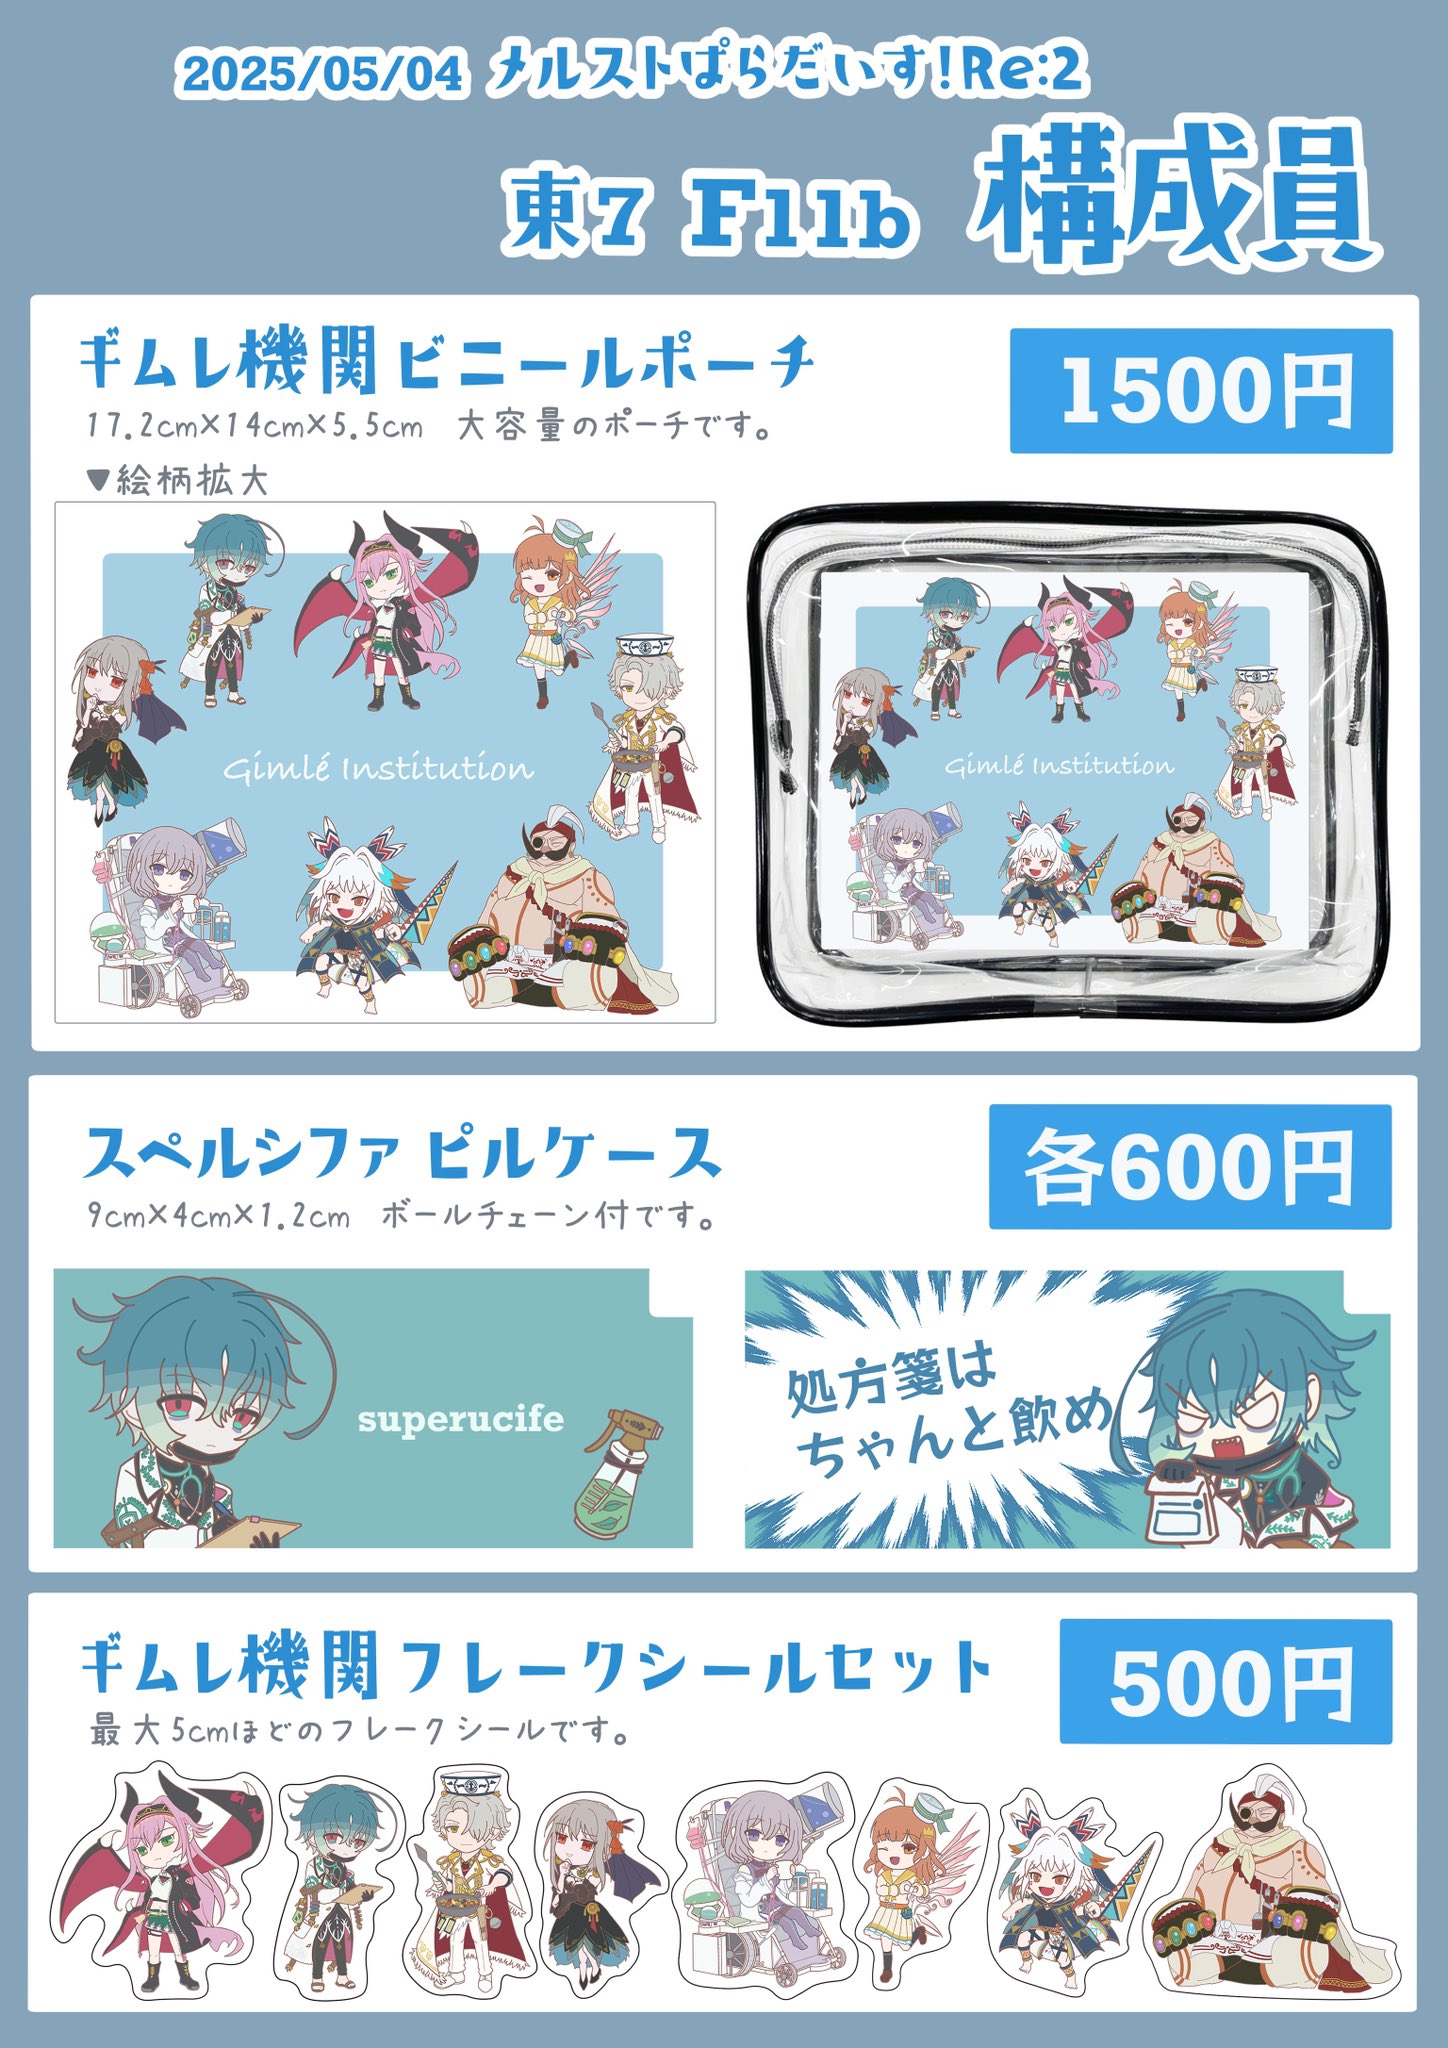 2025/05/04 メルストぱらだいす!Re:2
東7 F11b 構成員
ギムレ機関 ビニールポーチ
1500円
17.2cm×14cm×5.5cm 大容量のポーチです。
▼絵柄拡大
Gimlé Institution
Gimlé Institution
スペルシファ ピルケース
各600円
9cm×4cm×1.2cm ボールチェーン付です。
superucife
処方箋は
ちゃんと飲め
ギムレ機関 フレークシールセット
500円
最大5cmほどのフレークシールです。